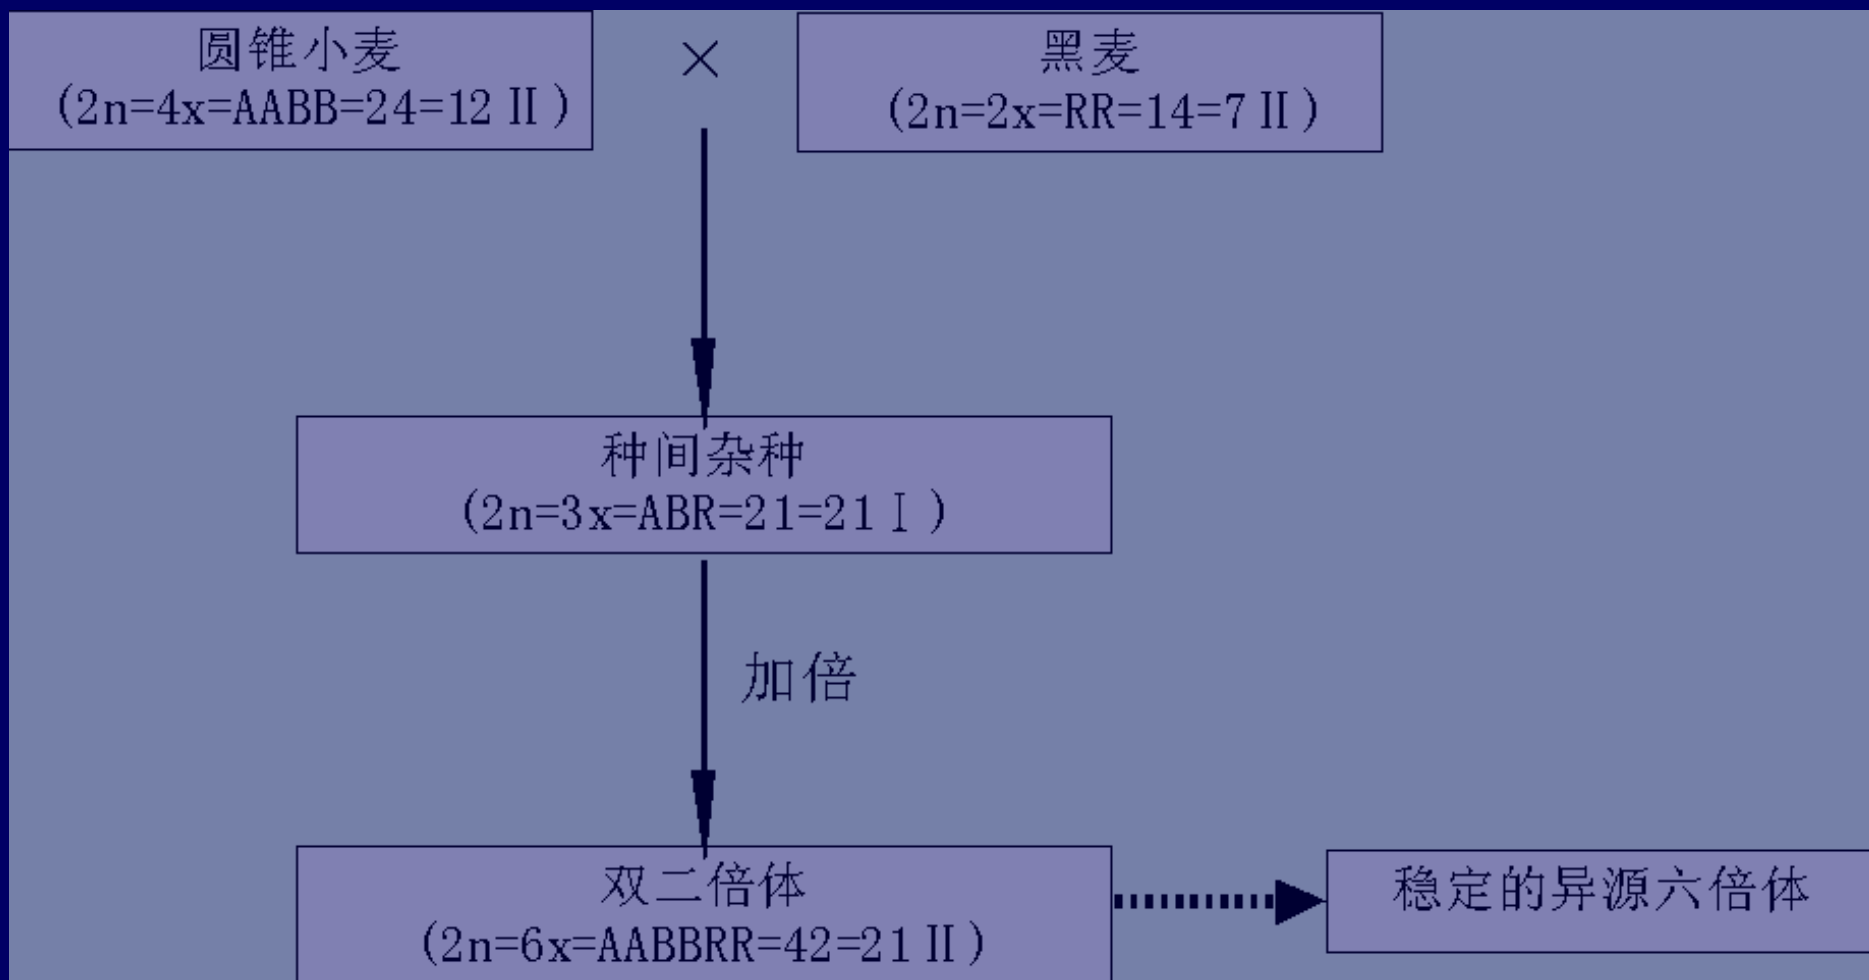 圆锥小麦
(2n=4x=AABB=24=12Ⅱ)
×
黑麦
(2n=2x=RR=14=7Ⅱ)
种间杂种
(2n=3x=ABR=21=21Ⅰ)
加倍
双二倍体
(2n=6x=AABBRR=42=21Ⅱ)
稳定的异源六倍体